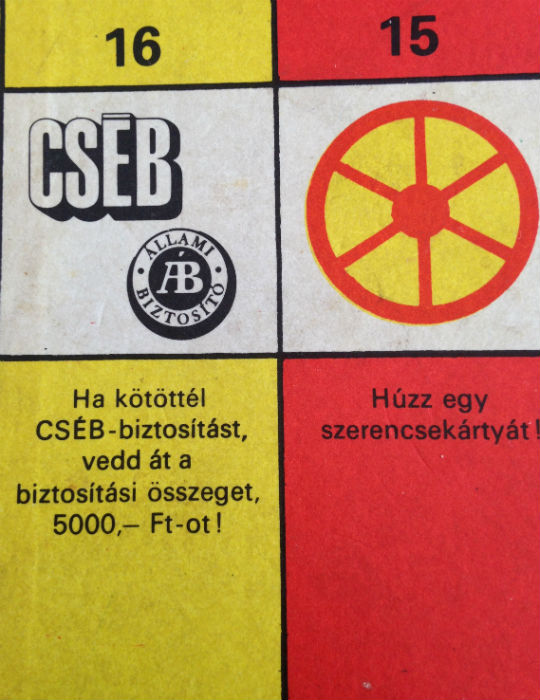 16
CSÉB
ÁLLAMI
ÁB
BIZTOSÍTÓ
Ha kötöttél
CSÉB-biztosítást,
vedd át a
biztosítási összeget,
5000,– Ft-ot!
15
Húzz egy
szerencsekártyát!